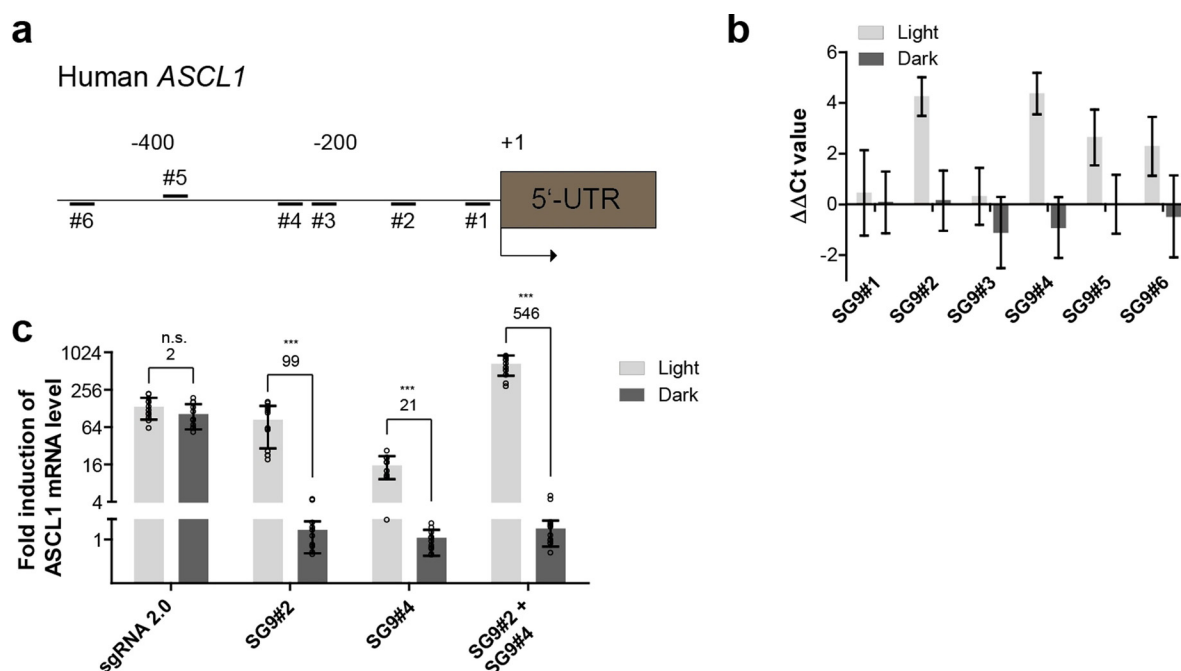 a
Human ASCL1
-400
-200
+1
#5
5'-UTR
#6
#4
#3
#2
#1
b
Light
Dark
6
4
2
0
-2
ΔΔCt value
SG9#1
SG9#2
SG9#3
SG9#4
SG9#5
SG9#6
c
1024
256
64
16
4
1
Fold induction of
ASCL1 mRNA level
n.s.
2
***
99
***
21
***
546
Light
Dark
sgRNA 2.0
SG9#2
SG9#4
SG9#2 +
SG9#4